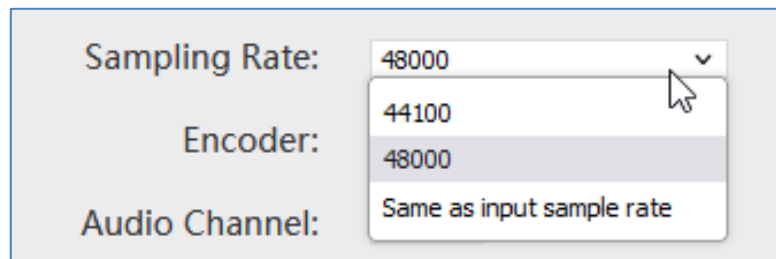 Sampling Rate: 48000
44100
Encoder:
48000
Same as input sample rate
Audio Channel: